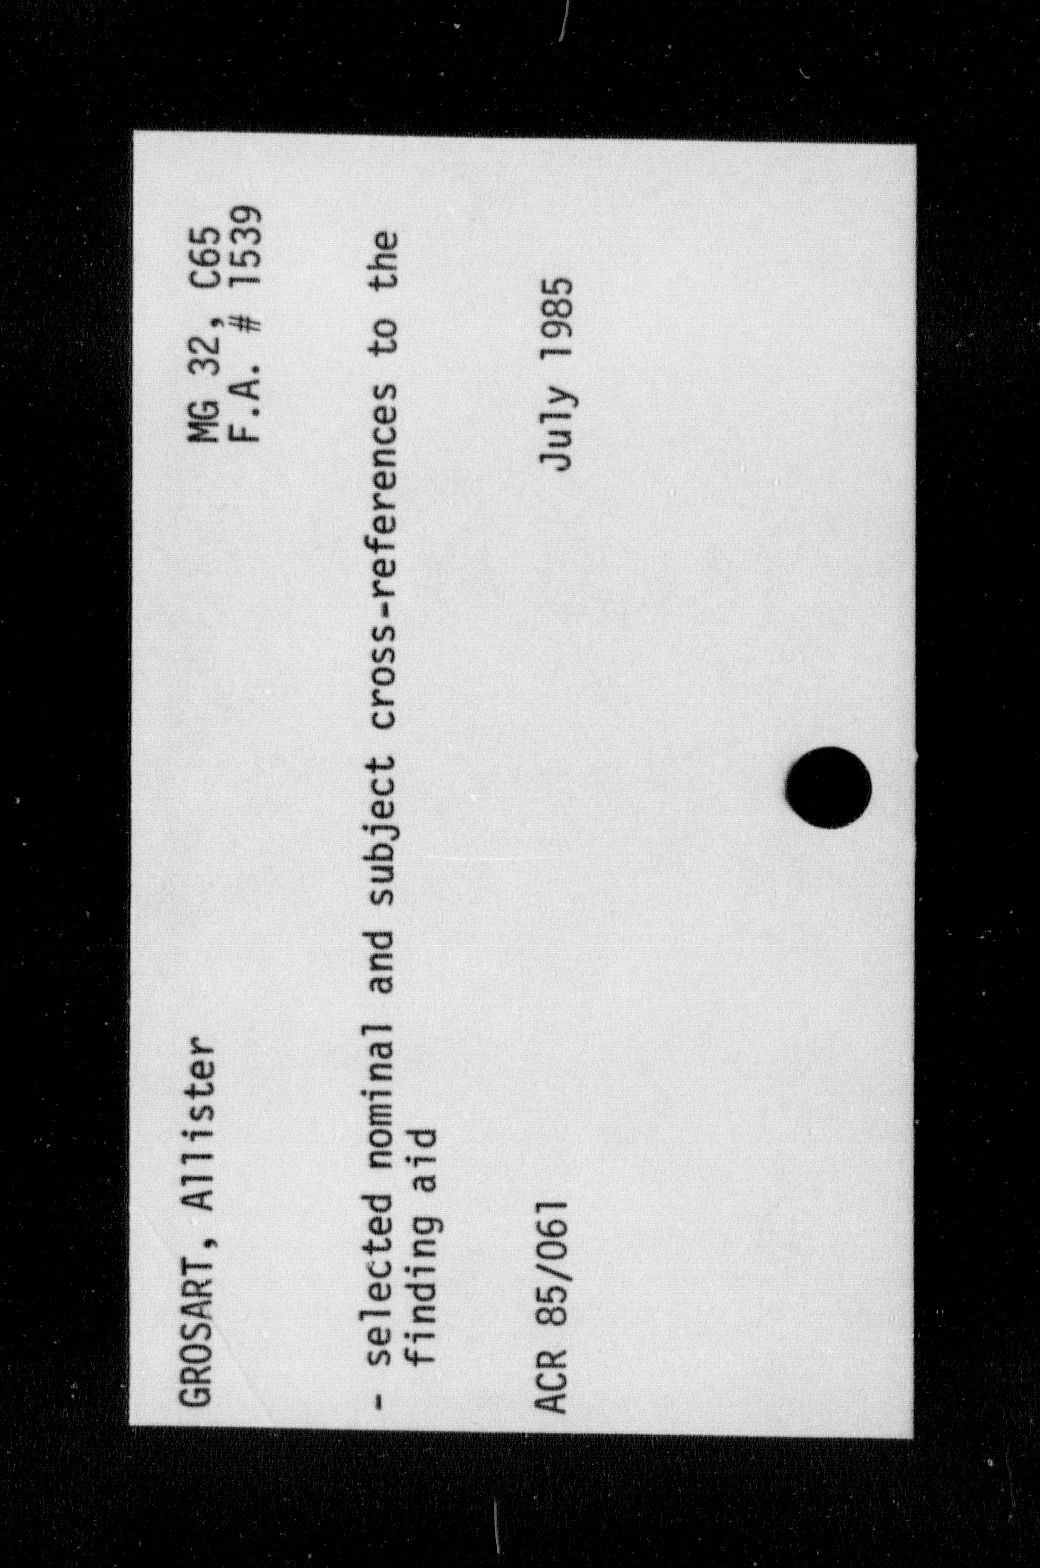 GROSART, Allister MG 32, C65
F.A. # 1539
- selected nominal and subject cross-references to the
finding aid
ACR 85/061 July 1985